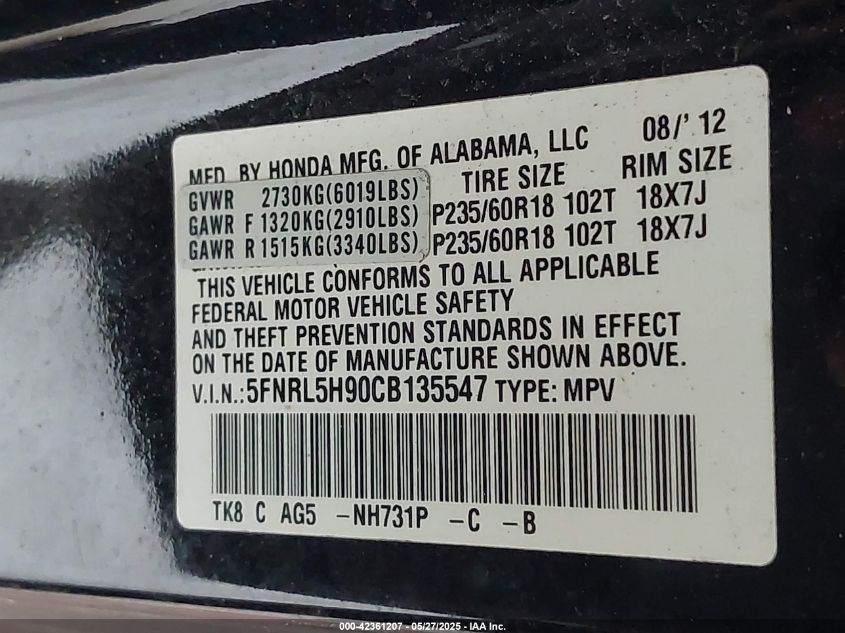 MFD. BY HONDA MFG. OF ALABAMA, LLC 08/' 12
TIRE SIZE RIM SIZE
GVWR 2730KG(6019LBS)
GAWR F 1320KG(2910LBS) P235/60R18 102T 18X7J
GAWR R 1515KG(3340LBS) P235/60R18 102T 18X7J
THIS VEHICLE CONFORMS TO ALL APPLICABLE
FEDERAL MOTOR VEHICLE SAFETY
AND THEFT PREVENTION STANDARDS IN EFFECT
ON THE DATE OF MANUFACTURE SHOWN ABOVE.
V.I.N.:5FNRL5H90CB135547 TYPE: MPV
TK8 C AG5 -NH731P -C -B
000-42361207 - 05/27/2025 - IAA Inc.